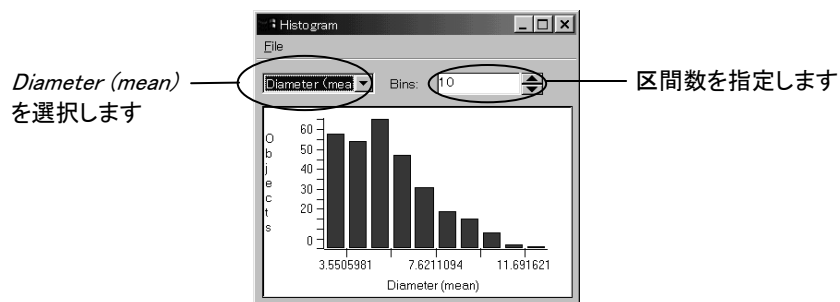 Histogram
File
Diameter (mean)
を選択します
Diameter (mea
Bins:
10
区間数を指定します
Objects
60
50
40
30
20
0
3.5505981
7.6211094
11.691621
Diameter (mean)